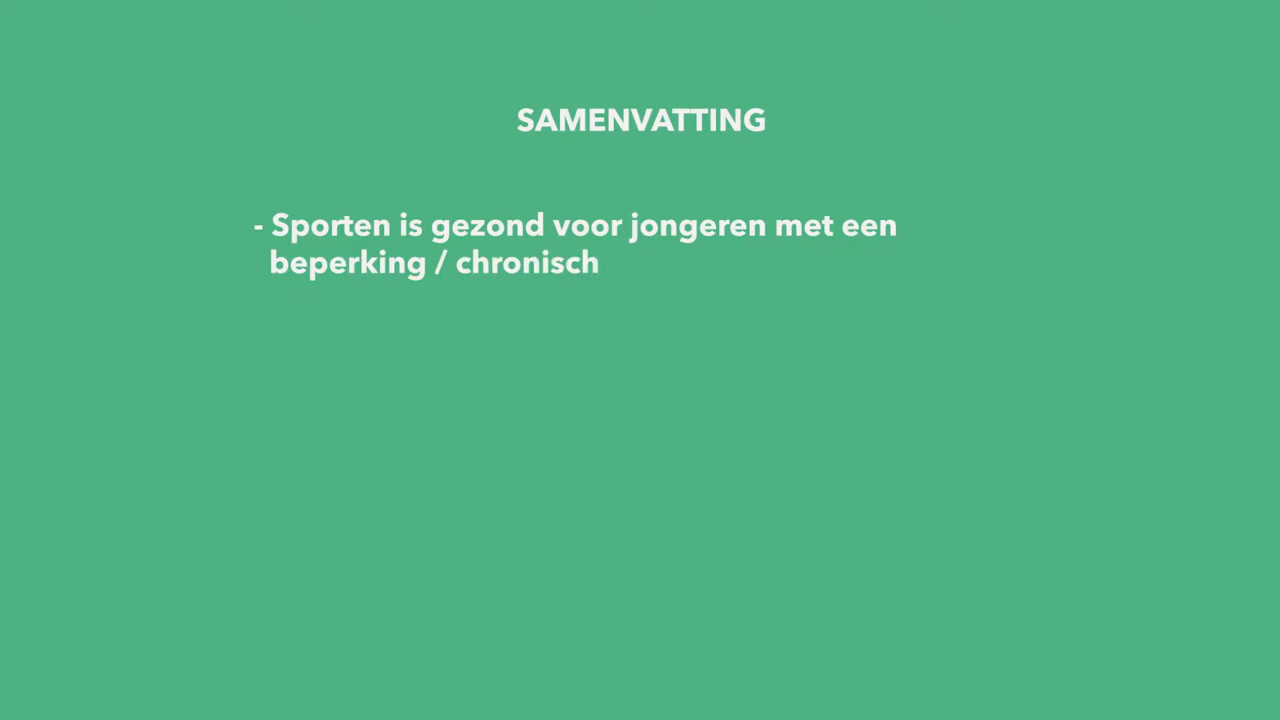 SAMENVATTING
- Sporten is gezond voor jongeren met een
beperking / chronisch